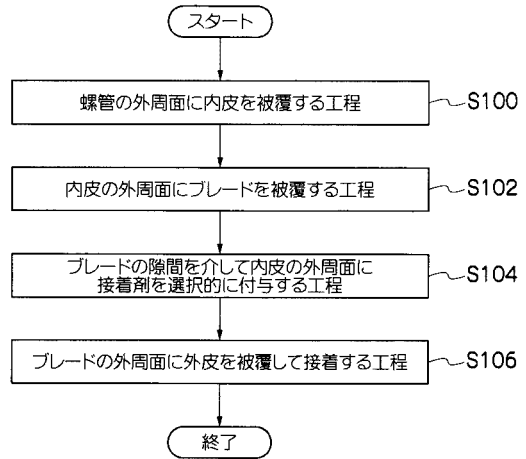 スタート
螺管の外周面に内皮を被覆する工程
S100
内皮の外周面にブレードを被覆する工程
S102
ブレードの隙間を介して内皮の外周面に
接着剤を選択的に付与する工程
S104
ブレードの外周面に外皮を被覆して接着する工程
S106
終了